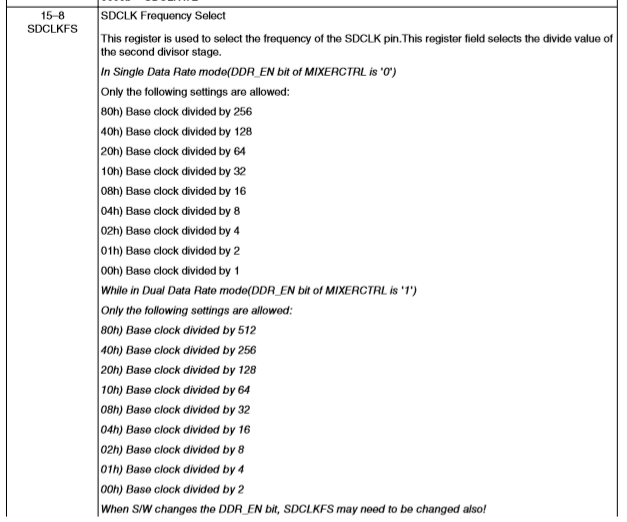 15–8
SDCLKFS
SDCLK Frequency Select
This register is used to select the frequency of the SDCLK pin.This register field selects the divide value of
the second divisor stage.
In Single Data Rate mode(DDR_EN bit of MIXERCTRL is '0')
Only the following settings are allowed:
80h) Base clock divided by 256
40h) Base clock divided by 128
20h) Base clock divided by 64
10h) Base clock divided by 32
08h) Base clock divided by 16
04h) Base clock divided by 8
02h) Base clock divided by 4
01h) Base clock divided by 2
00h) Base clock divided by 1
While in Dual Data Rate mode(DDR_EN bit of MIXERCTRL is '1')
Only the following settings are allowed:
80h) Base clock divided by 512
40h) Base clock divided by 256
20h) Base clock divided by 128
10h) Base clock divided by 64
08h) Base clock divided by 32
04h) Base clock divided by 16
02h) Base clock divided by 8
01h) Base clock divided by 4
00h) Base clock divided by 2
When S/W changes the DDR_EN bit, SDCLKFS may need to be changed also!